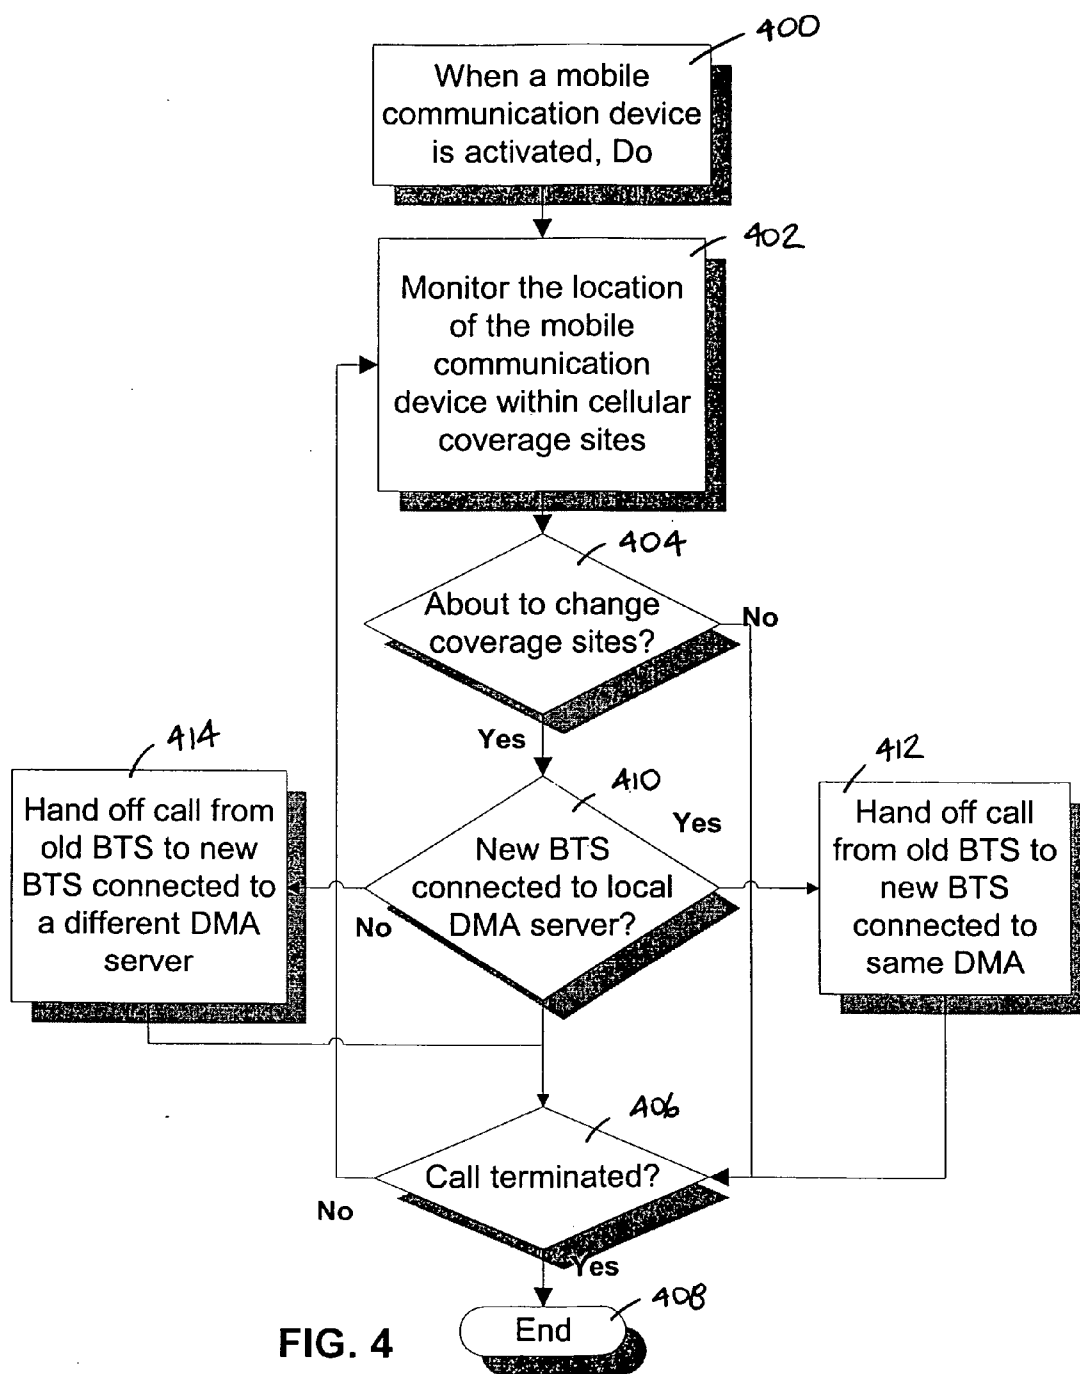 400
When a mobile
communication device
is activated, Do
402
Monitor the location
of the mobile
communication
device within cellular
coverage sites
404
About to change
coverage sites?
No
Yes
414
Hand off call from
old BTS to new
BTS connected to
a different DMA
server
410
New BTS
connected to local
DMA server?
Yes
No
412
Hand off call
from old BTS to
new BTS
connected to
same DMA
406
Call terminated?
No
Yes
408
End
FIG. 4